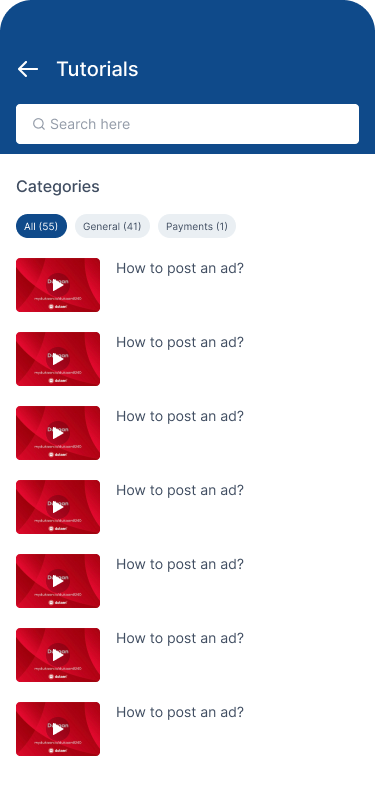 Tutorials
Search here
Categories
All (55)
General (41)
Payments (1)
How to post an ad?
How to post an ad?
How to post an ad?
How to post an ad?
How to post an ad?
How to post an ad?
How to post an ad?